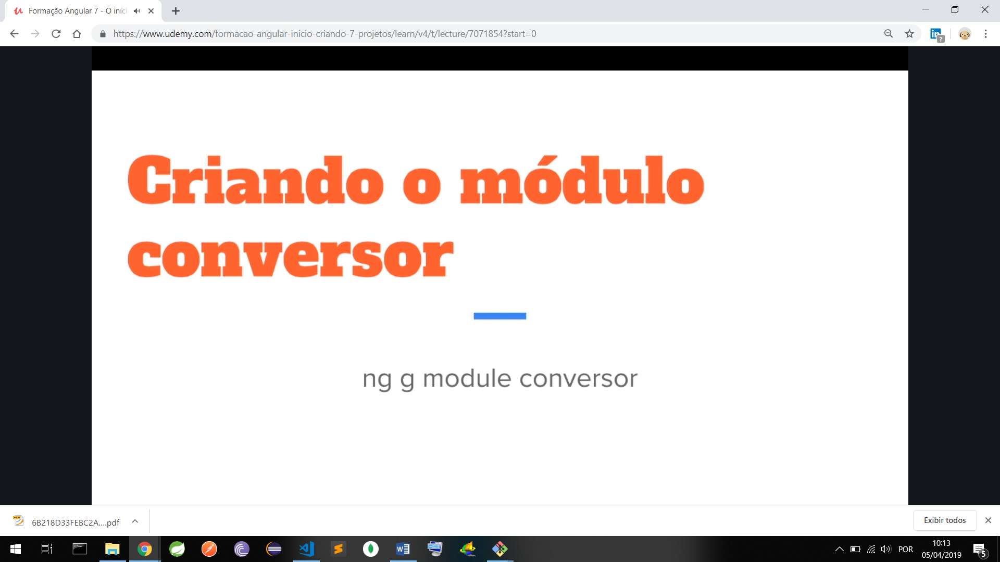 Formação Angular 7 - O iníci
https://www.udemy.com/formacao-angular-inicio-criando-7-projetos/learn/v4/t/lecture/7071854?start=0
Criando o módulo
conversor
ng g module conversor
6B218D33FEBC2A....pdf
Exibir todos
POR
10:13
05/04/2019
5